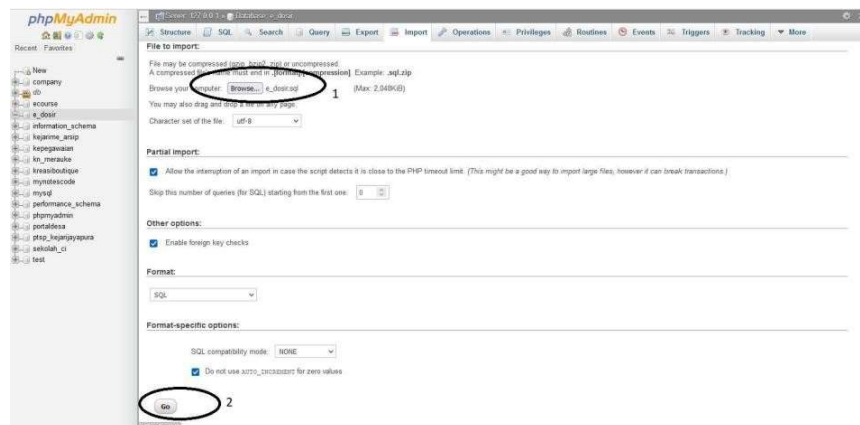 phpMyAdmin
Recent Favorites
New
company
db
ecourse
e_dosir
information_schema
kejarime_arsip
kepegawaian
kn_merauke
kreasiboutique
mynotescode
mysql
performance_schema
phpmyadmin
portaldesa
ptsp_kejarijayapura
sekolah_ci
test
Server: 127.0.0.1 » Database: e_dosir
Structure SQL Search Query Export Import Operations Privileges Routines Events Triggers Tracking More
File to import:
File may be compressed (gzip, bzip2, zip) or uncompressed.
A compressed file's name must end in .[format].[compression]. Example: .sql.zip
Browse your computer: Browse... e_dosir.sql (Max: 2,048KiB)
1
You may also drag and drop a file on any page.
Character set of the file: utf-8
Partial import:
Allow the interruption of an import in case the script detects it is close to the PHP timeout limit. (This might be a good way to import large files, however it can break transactions.)
Skip this number of queries (for SQL) starting from the first one: 0
Other options:
Enable foreign key checks
Format:
SQL
Format-specific options:
SQL compatibility mode: NONE
Do not use AUTO_INCREMENT for zero values
Go 2